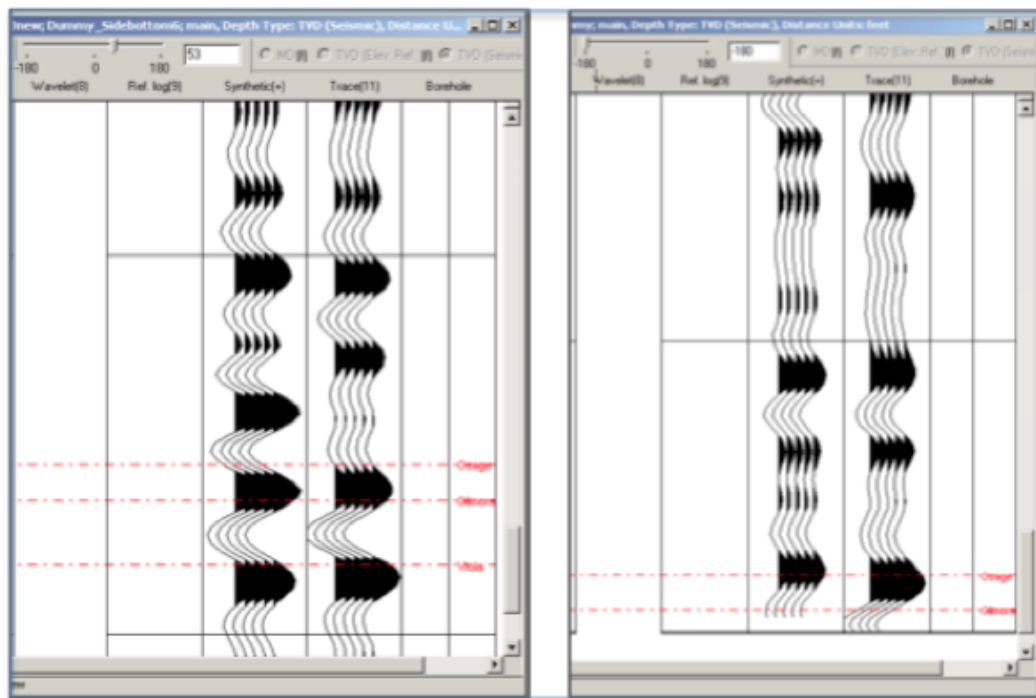 Jnew; Dummy_Sidebottom6; main, Depth Type: TVD (Seismic), Distance U...
53
MD TVD (Elev. Ref. TVD (Seism
-180 0 180
Wavelet(8) Ref. log(9) Synthetic(+) Trace(11) Borehole
Osage
Gilmore
my; main, Depth Type: TVD (Seismic), Distance Units: feet
-180
MD TVD (Elev. Ref. TVD (Seismi
-180 0 180
Wavelet(8) Ref. log(9) Synthetic(+) Trace(11) Borehole
Osage
Gilmore